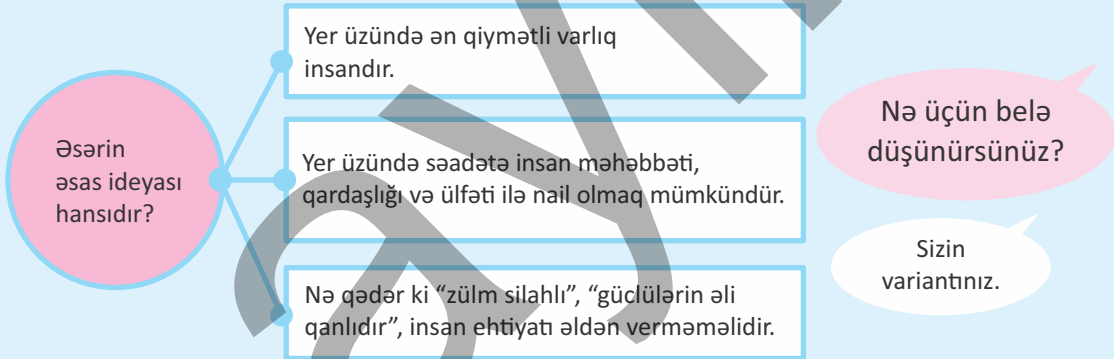 Əsərin
əsas ideyası
hansıdır?
Yer üzündə ən qiymətli varlıq
insandır.
Yer üzündə səadətə insan məhəbbəti,
qardaşlığı və ülfəti ilə nail olmaq mümkündür.
Nə qədər ki “zülm silahlı”, “güclülərin əli
qanlıdır”, insan ehtiyatı əldən verməməlidir.
Nə üçün belə
düşünürsünüz?
Sizin
variantınız.